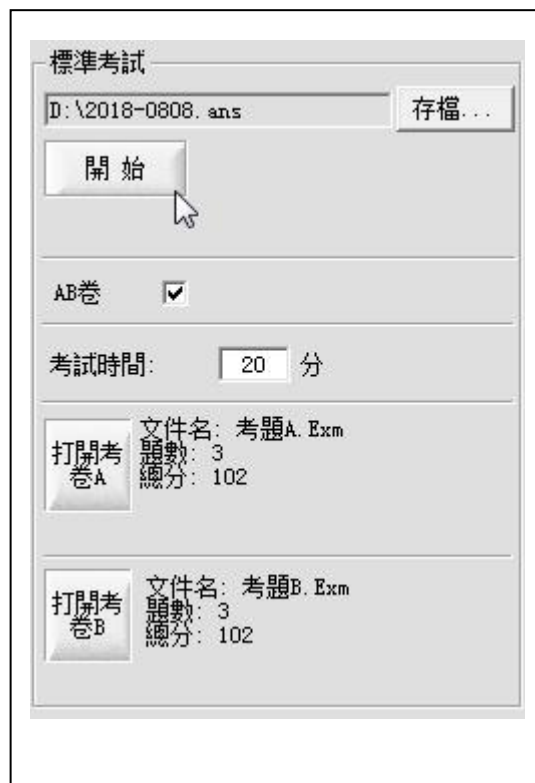 標準考試
D:\2018-0808.ans
存檔...
開 始
AB卷
考試時間: 20 分
打開考
卷A
文件名: 考題A.Exm
題數: 3
總分: 102
打開考
卷B
文件名: 考題B.Exm
題數: 3
總分: 102